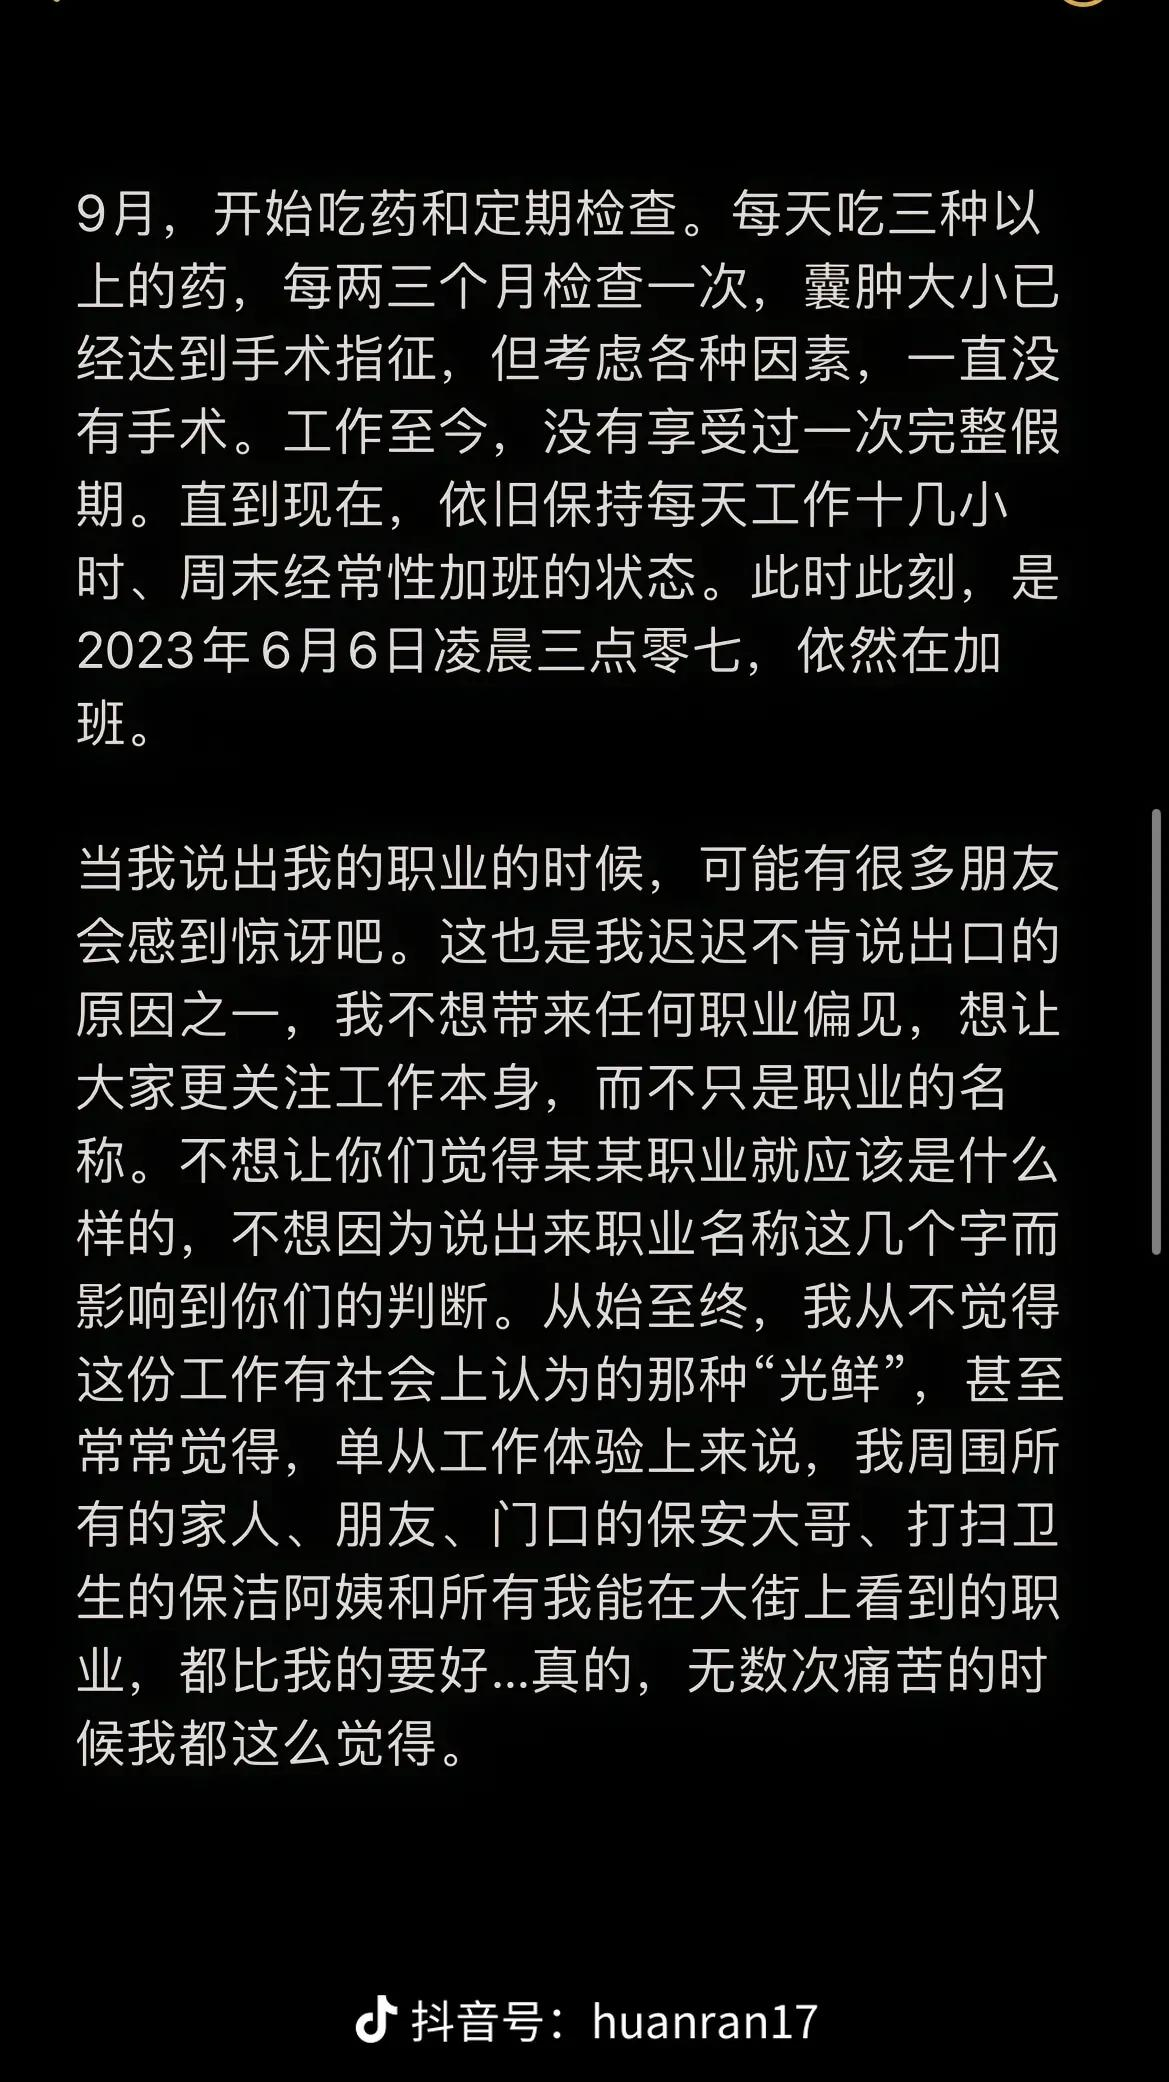 9月，开始吃药和定期检查。每天吃三种以
上的药，每两三个月检查一次，囊肿大小已
经达到手术指征，但考虑各种因素，一直没
有手术。工作至今，没有享受过一次完整假
期。直到现在，依旧保持每天工作十几小
时、周末经常性加班的状态。此时此刻，是
2023年6月6日凌晨三点零七，依然在加
班。
当我说出我的职业的时候，可能有很多朋友
会感到惊讶吧。这也是我迟迟不肯说出口的
原因之一，我不想带来任何职业偏见，想让
大家更关注工作本身，而不只是职业的名
称。不想让你们觉得某某职业就应该是什么
样的，不想因为说出来职业名称这几个字而
影响到你们的判断。从始至终，我从不觉得
这份工作有社会上认为的那种“光鲜”，甚至
常常觉得，单从工作体验上来说，我周围所
有的家人、朋友、门口的保安大哥、打扫卫
生的保洁阿姨和所有我能在大街上看到的职
业，都比我的要好...真的，无数次痛苦的时
候我都这么觉得。
抖音号：huanran17